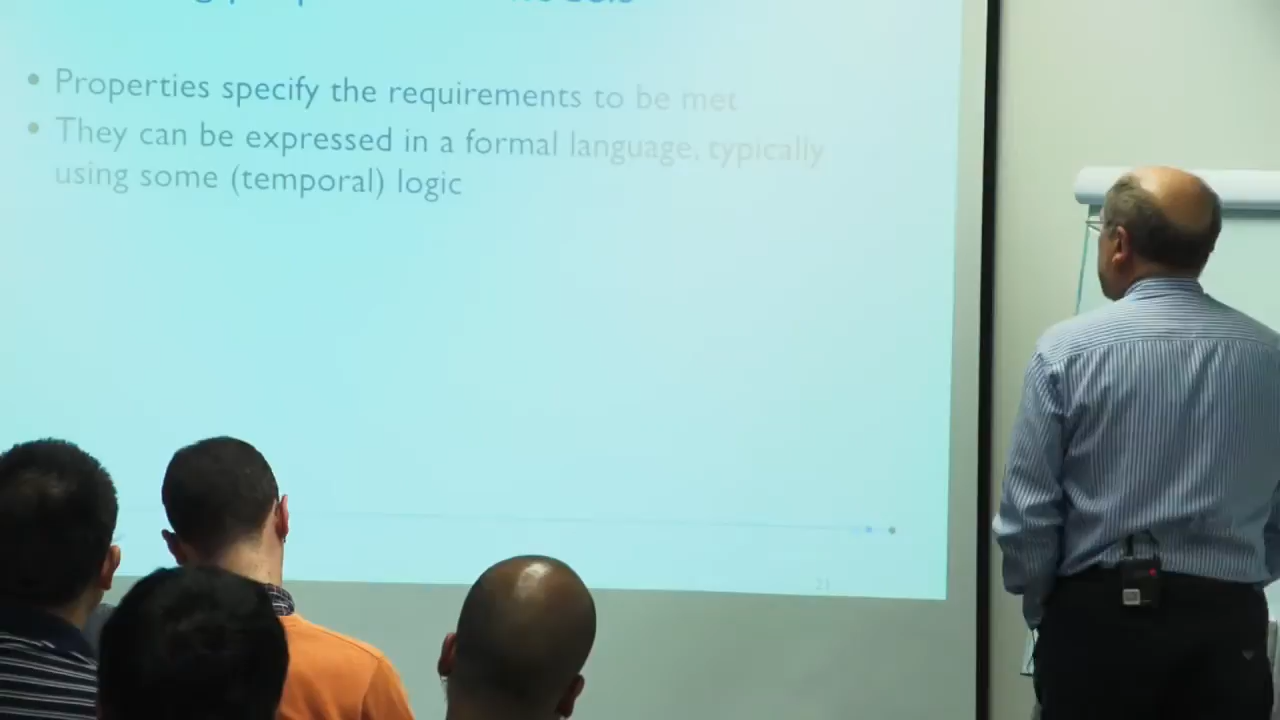 • Properties specify the requirements to be met
• They can be expressed in a formal language, typically
using some (temporal) logic
21